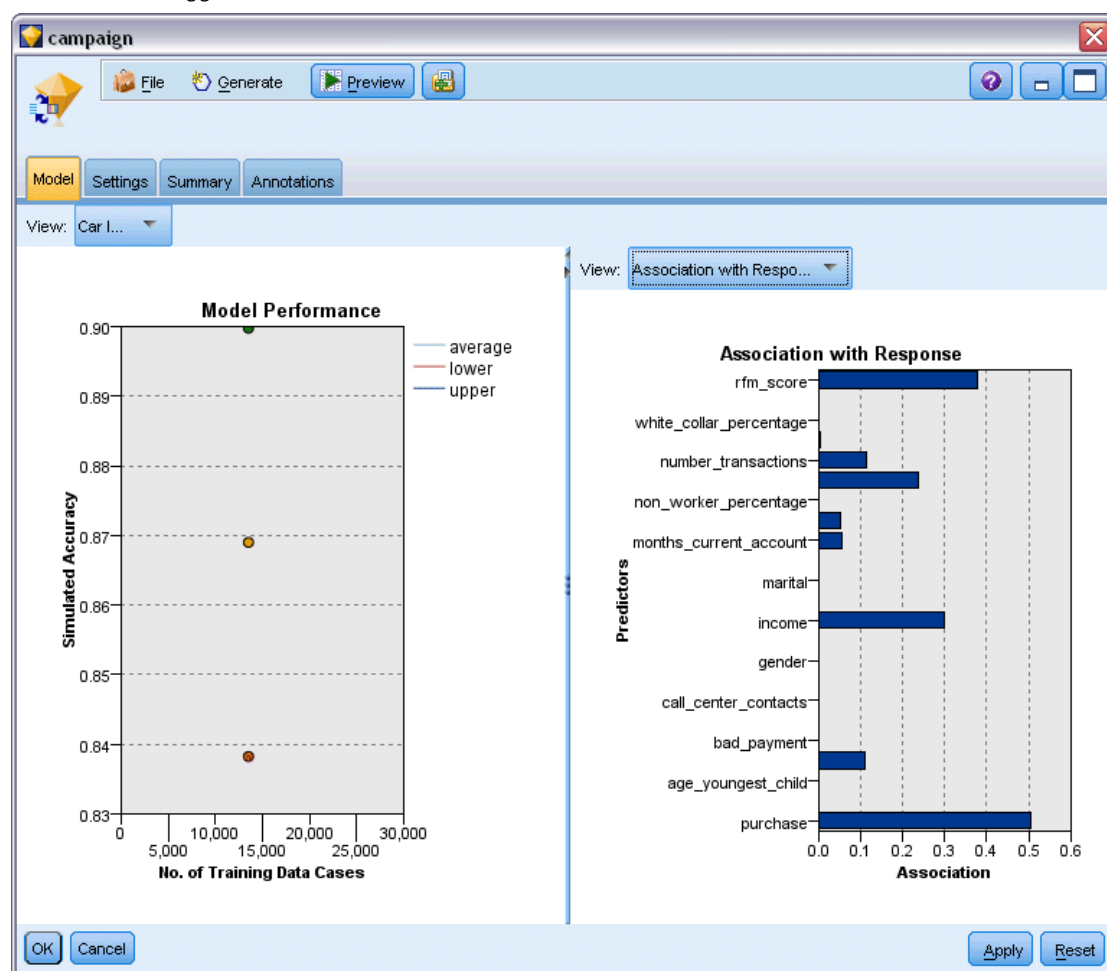 campaign
File Generate Preview
Model Settings Summary Annotations
View: Car l...
Model Performance
0.90
0.89
0.88
0.87
0.86
0.85
0.84
0.83
Simulated Accuracy
average
lower
upper
0 10,000 20,000 30,000
5,000 15,000 25,000
No. of Training Data Cases
View: Association with Respo...
Association with Response
rfm_score
white_collar_percentage
number_transactions
non_worker_percentage
months_current_account
marital
income
gender
call_center_contacts
bad_payment
age_youngest_child
purchase
Predictors
0.0 0.1 0.2 0.3 0.4 0.5 0.6
Association
OK Cancel Apply Reset